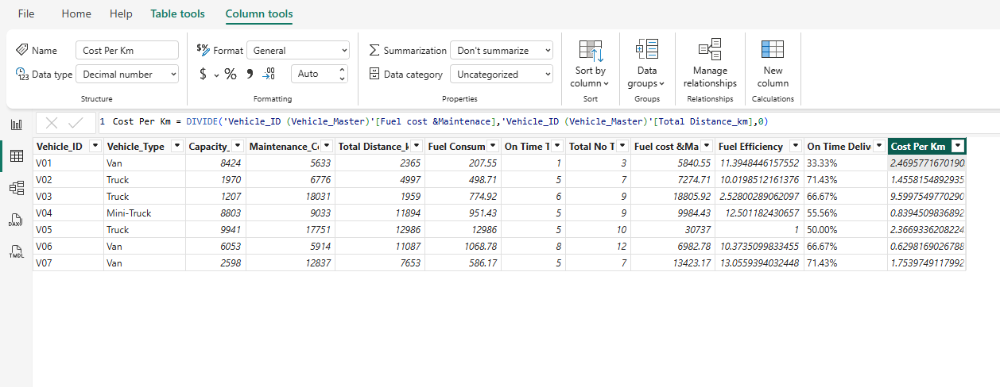 File Home Help Table tools Column tools
Name Cost Per Km $% Format General Summarization Don't summarize
Data type Decimal number $ % , .00 Auto Data category Uncategorized
Sort by column
Data groups
Manage relationships
New column
Structure Formatting Properties Sort Groups Relationships Calculations
1 Cost Per Km = DIVIDE('Vehicle_ID (Vehicle_Master)'[Fuel cost &Maintenace],'Vehicle_ID (Vehicle_Master)'[Total Distance_km],0)
Vehicle_ID Vehicle_Type Capacity_ Maintenance_Co Total Distance_k Fuel Consum On Time T Total No T Fuel cost &Ma Fuel Efficiency On Time Deliv Cost Per Km
V01 Van 8424 5633 2365 207.55 1 3 5840.55 11.3948446157552 33.33% 2.4695771670190
V02 Truck 1970 6776 4997 498.71 5 7 7274.71 10.0198512161376 71.43% 1.4558154892935
V03 Truck 1207 18031 1959 774.92 6 9 18805.92 2.52800289062097 66.67% 9.5997549770290
V04 Mini-Truck 8803 9033 11894 951.43 5 9 9984.43 12.501182430657 55.56% 0.8394509836892
V05 Truck 9941 17751 12986 12986 5 10 30737 1 50.00% 2.3669336208224
V06 Van 6053 5914 11087 1068.78 8 12 6982.78 10.3735099833455 66.67% 0.6298169026788
V07 Van 2598 12837 7653 586.17 5 7 13423.17 13.0559394032448 71.43% 1.7539749117992
DAX
TMDL